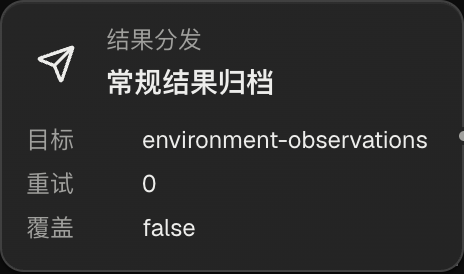 结果分发
常规结果归档
目标 environment-observations
重试 0
覆盖 false